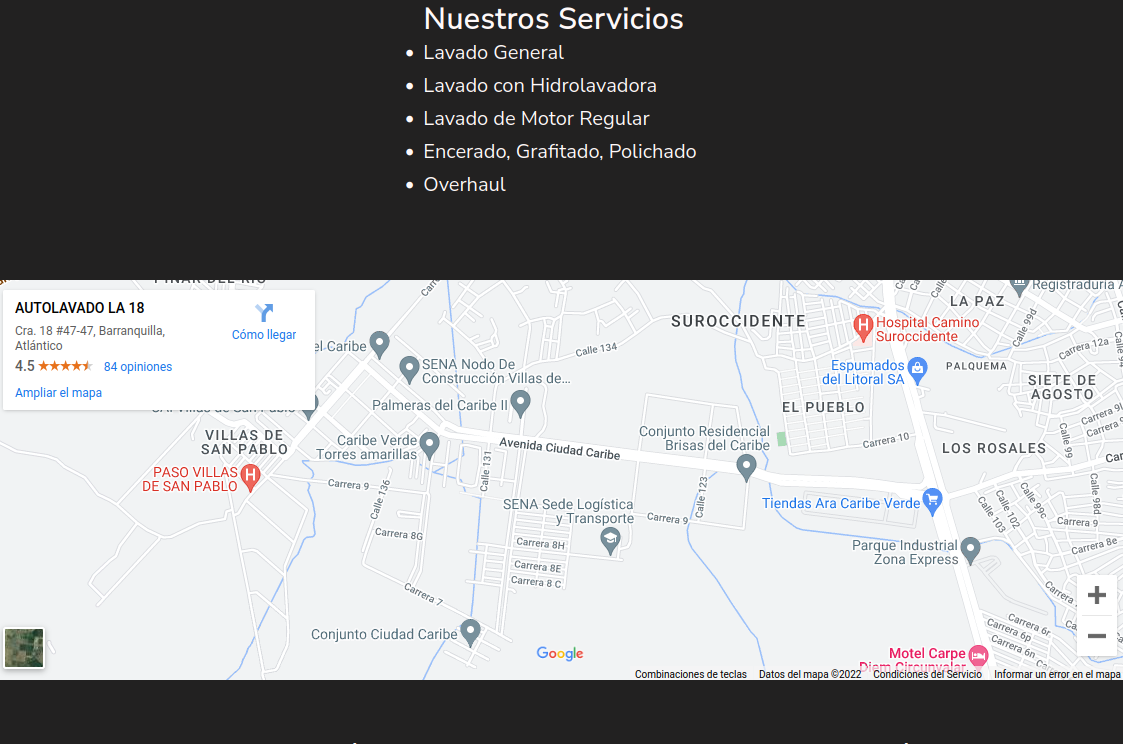 Nuestros Servicios
Lavado General
Lavado con Hidrolavadora
Lavado de Motor Regular
Encerado, Grafitado, Polichado
Overhaul
AUTOLAVADO LA 18
Cra. 18 #47-47, Barranquilla,
Atlántico
4.5
84 opiniones
Ampliar el mapa
Cómo llegar
PINAR DEL RIO
el Caribe
SENA Nodo De
Construcción Villas de...
Palmeras del Caribe II
VILLAS DE
SAN PABLO
Caribe Verde
Torres amarillas
PASO VILLAS
DE SAN PABLO
Carrera 9
Calle 136
Carrera 8G
Carrera 7
Conjunto Ciudad Caribe
Calle 131
Avenida Ciudad Caribe
Calle 134
SENA Sede Logística
y Transporte
Carrera 8H
Carrera 8E
Carrera 8 C
Carrera 9
Calle 123
Conjunto Residencial
Brisas del Caribe
SUROCCIDENTE
Hospital Camino
Suroccidente
Espumados
del Litoral SA
EL PUEBLO
Carrera 10
Tiendas Ara Caribe Verde
Parque Industrial
Zona Express
LA PAZ
Registraduría A
Calle 99d
Carrera 12a
PALQUEMA
SIETE DE
AGOSTO
Carrera 9l
Calle 99
LOS ROSALES
Calle 103
Calle 102
Calle 99c
Calle 98d
Carrera 9
Carrera 8e
Carrera 6r
Carrera 6p
Carrera 6n
Motel Carpe
Diem Circunvalar
+
−
Google
Combinaciones de teclas
Datos del mapa ©2022
Condiciones del Servicio
Informar un error en el mapa